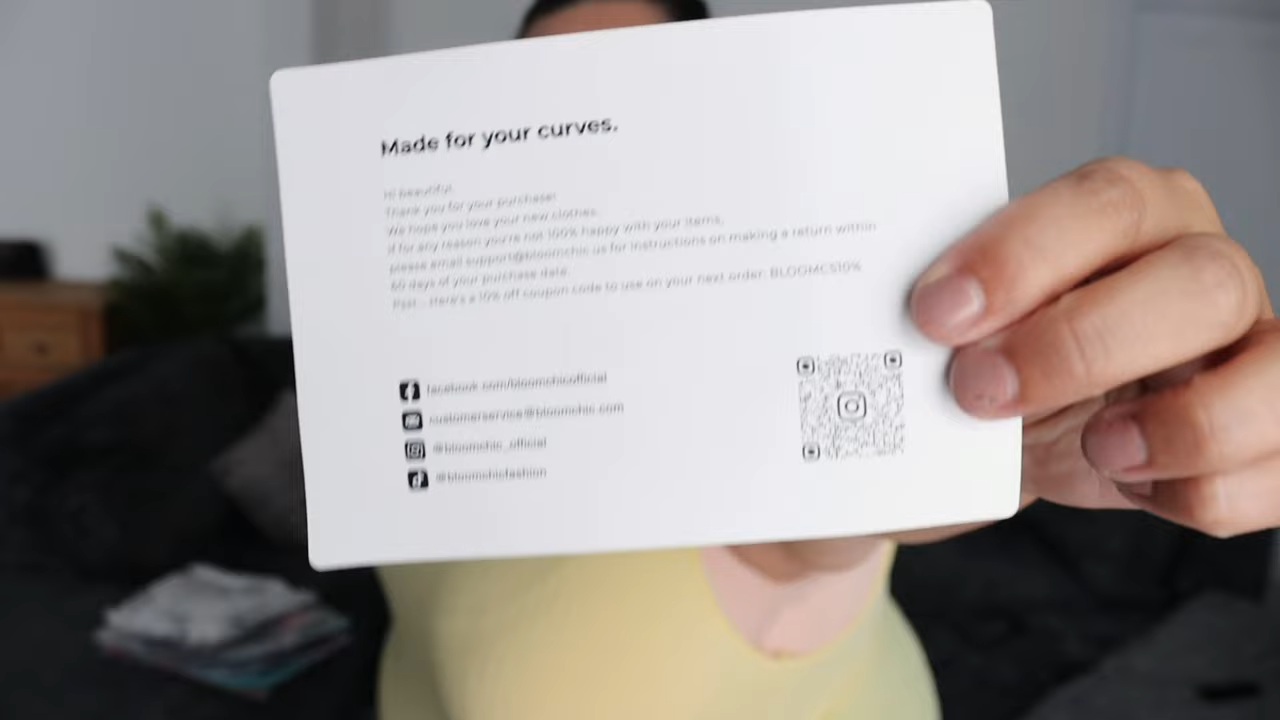 Made for your curves.
Hi beautiful,
Thank you for your purchase!
We hope you love your new clothes.
If for any reason you're not 100% happy with your items,
please email support@bloomchic.us for instructions on making a return within
60 days of your purchase date.
Psst... Here's a 10% off coupon code to use on your next order: BLOOMCS10%
facebook.com/bloomchicofficial
customerservice@bloomchic.com
@bloomchic_official
@bloomchicfashion